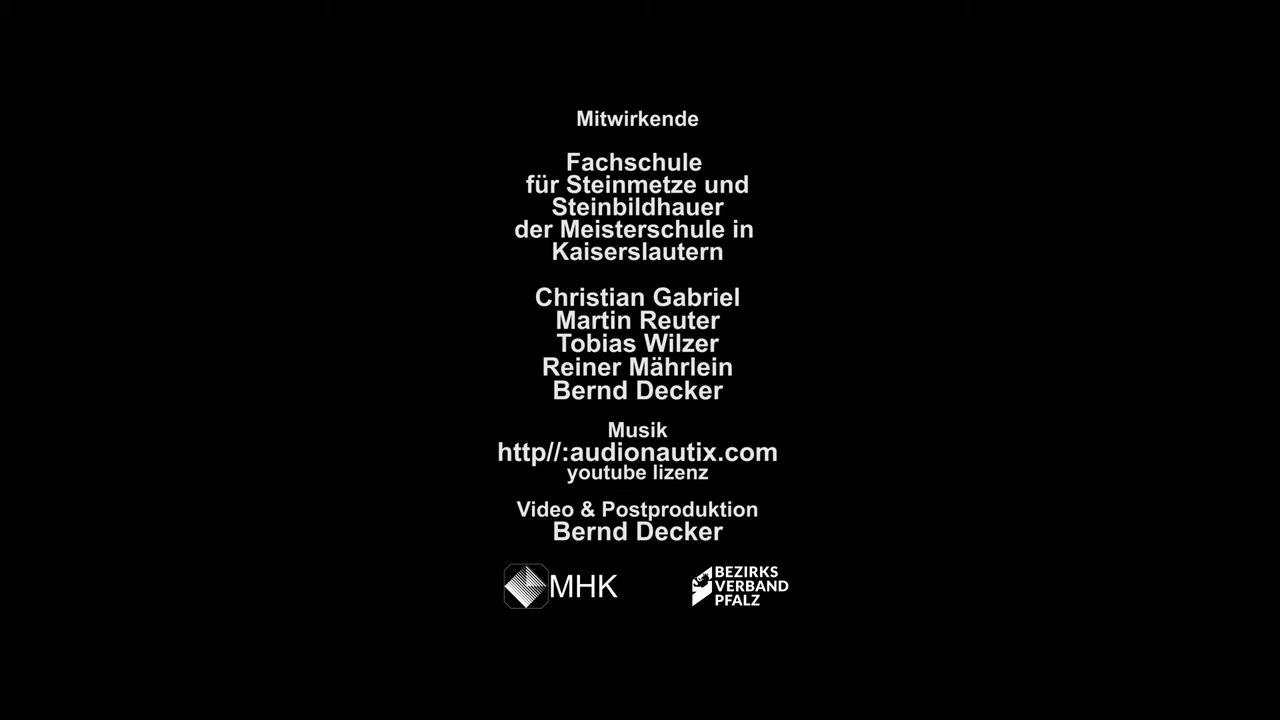 Mitwirkende
Fachschule
für Steinmetze und
Steinbildhauer
der Meisterschule in
Kaiserslautern
Christian Gabriel
Martin Reuter
Tobias Wilzer
Reiner Mährlein
Bernd Decker
Musik
http//:audionautix.com
youtube lizenz
Video & Postproduktion
Bernd Decker
MHK
BEZIRKS
VERBAND
PFALZ